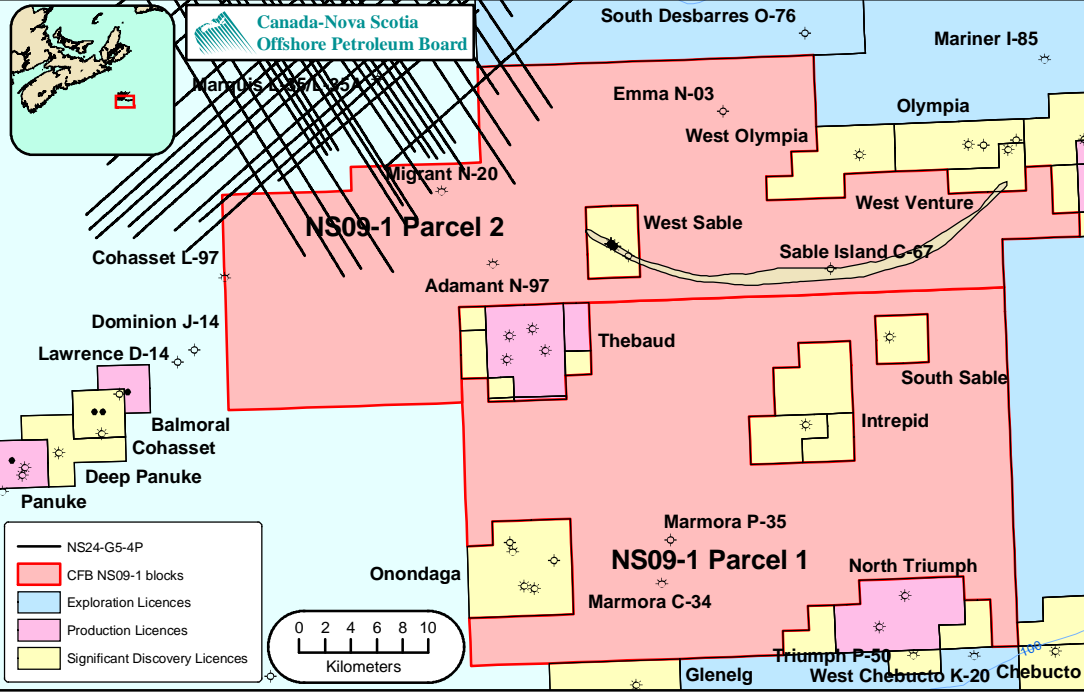 Canada-Nova Scotia
Offshore Petroleum Board
South Desbarres O-76
Mariner I-85
Marquis L-35/L-35A
Emma N-03
Olympia
West Olympia
Migrant N-20
West Venture
NS09-1 Parcel 2
West Sable
Cohasset L-97
Sable Island C-67
Adamant N-97
Dominion J-14
Thebaud
Lawrence D-14
South Sable
Balmoral
Intrepid
Cohasset
Deep Panuke
Panuke
Marmora P-35
NS09-1 Parcel 1
North Triumph
Onondaga
Marmora C-34
Triumph P-50
100
Glenelg
West Chebucto K-20
Chebucto
NS24-G5-4P
CFB NS09-1 blocks
Exploration Licences
Production Licences
Significant Discovery Licences
0 2 4 6 8 10
Kilometers